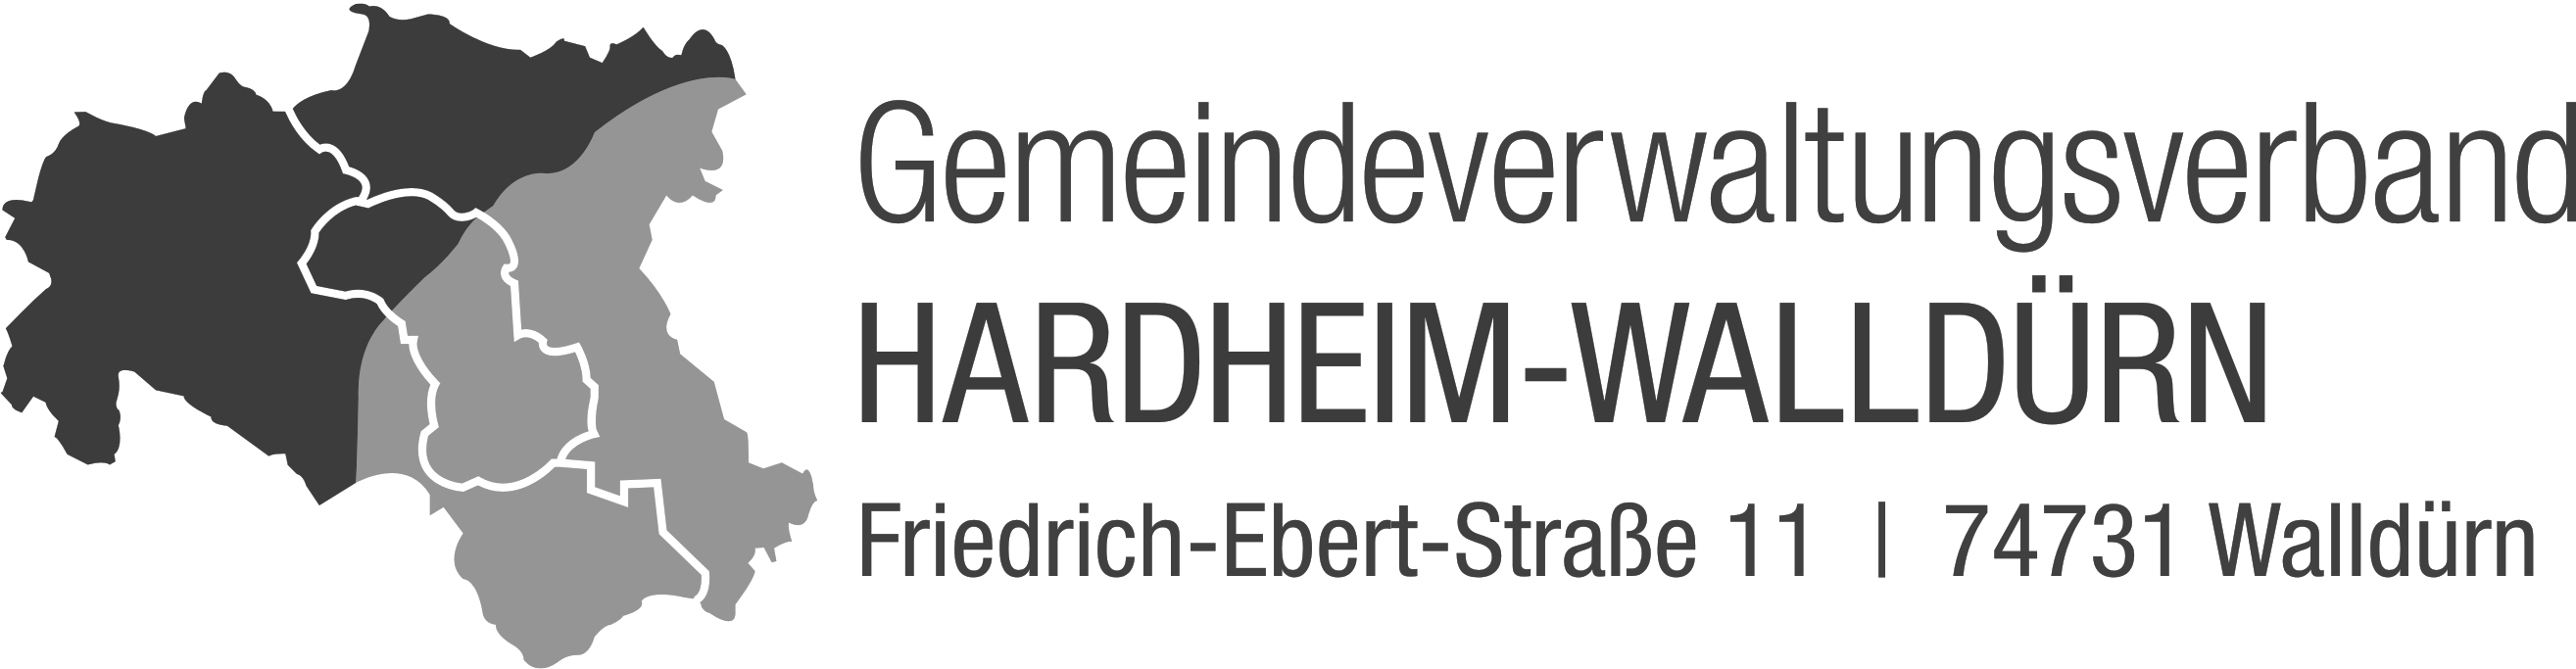 Gemeindeverwaltungsverband
HARDHEIM-WALLDÜRN
Friedrich-Ebert-Straße 11 | 74731 Walldürn